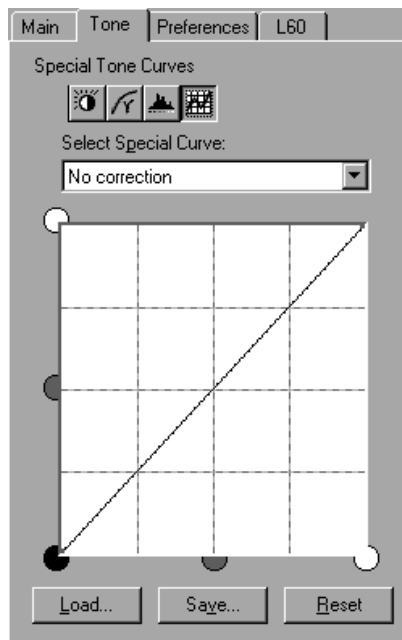 Main Tone Preferences L60
Special Tone Curves
Select Special Curve:
No correction
Load... Save... Reset